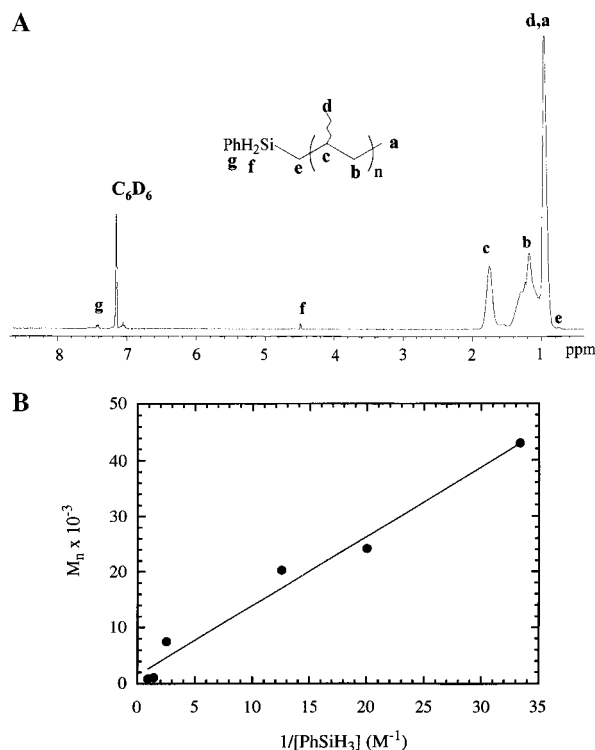 A
d,a
d
PhH₂Si
a
c
g f
e
b
n
C₆D₆
c
b
g
f
e
8 7 6 5 4 3 2 1 ppm
B
50
40
30
20
10
0
Mₙ x 10⁻³
0 5 10 15 20 25 30 35
1/[PhSiH₃] (M⁻¹)